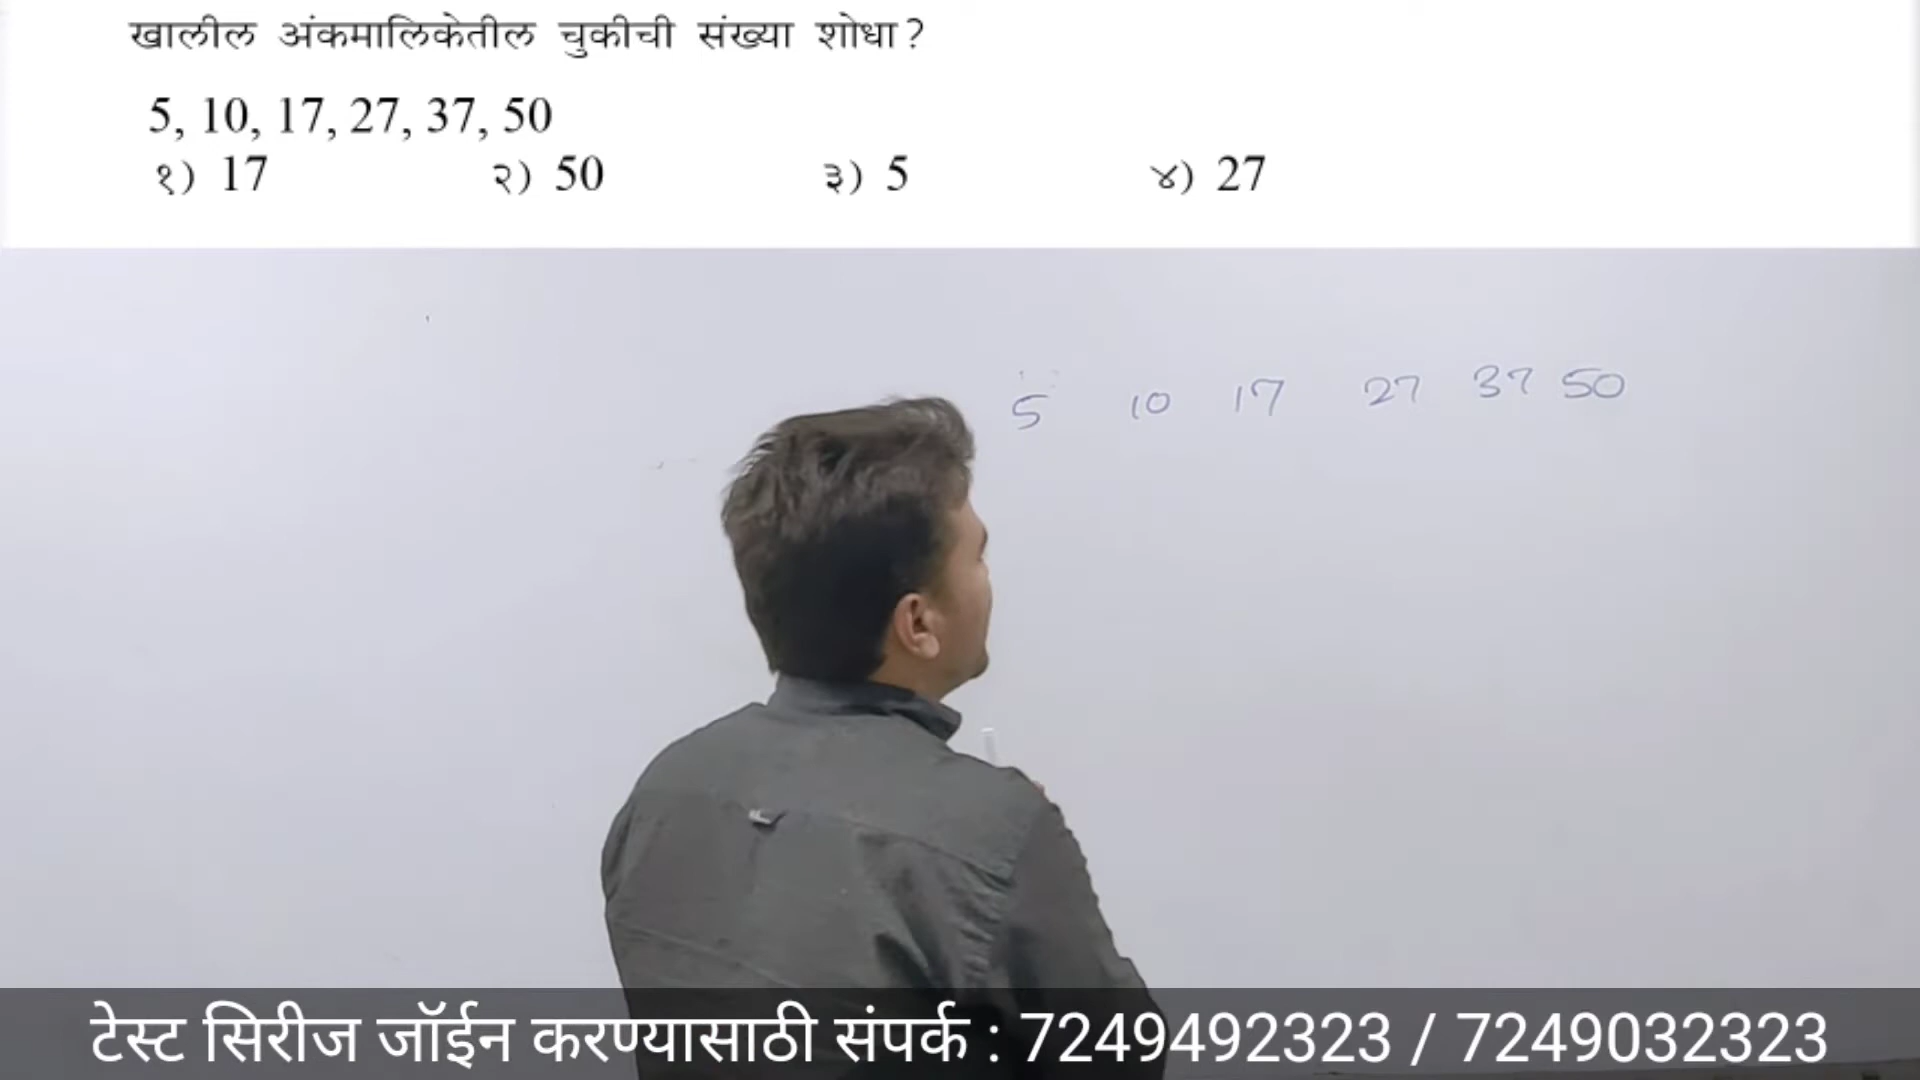 खालील अंकमालिकेतील चुकीची संख्या शोधा?
5, 10, 17, 27, 37, 50
१) 17 २) 50 ३) 5 ४) 27
5 10 17 27 37 50
टेस्ट सिरीज जॉईन करण्यासाठी संपर्क : 7249492323 / 7249032323